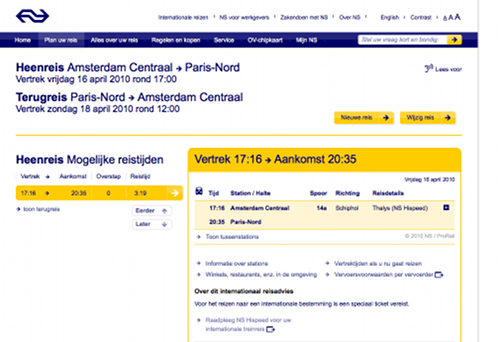 Internationale reizen NS voor werkgevers Zakendoen met NS Over NS English Contrast A A A
Home Plan uw reis Alles over uw reis Regelen en kopen Service OV-chipkaart Mijn NS Stel uw vraag kort en bondig
Heenreis Amsterdam Centraal → Paris-Nord
Vertrek vrijdag 16 april 2010 rond 17:00
Lees voor
Terugreis Paris-Nord → Amsterdam Centraal
Vertrek zondag 18 april 2010 rond 12:00
Nieuwe reis → Wijzig reis →
Heenreis Mogelijke reistijden
Vertrek → Aankomst Overstap Reistijd
17:16 → 20:35 0 3:19 →
→ toon terugreis
Eerder ↑
Later ↓
Vertrek 17:16 → Aankomst 20:35
Vrijdag 16 april 2010
Tijd Station / Halte Spoor Richting Reisdetails
17:16 Amsterdam Centraal 14a Schiphol Thalys (NS Hispeed)
20:35 Paris-Nord
→ Toon tussenstations
© 2010 NS / ProRail
→ Informatie over stations
→ Vertrektijden als u nu gaat reizen
→ Winkels, restaurants, enz. in de omgeving
→ Vervoersvoorwaarden per vervoerder
Over dit internationaal reisadvies
Voor het reizen naar een internationale bestemming is een speciaal ticket vereist.
→ Raadpleeg NS Hispeed voor uw
internationale treinreis